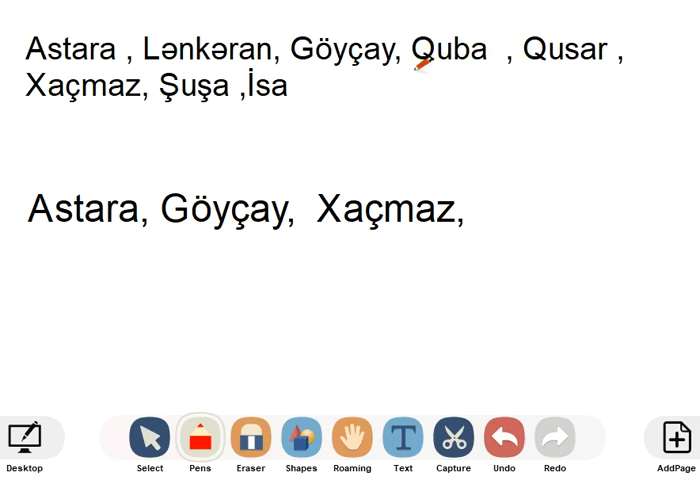 Astara , Lənkəran, Göyçay, Quba  , Qusar ,
Xaçmaz, Şuşa ,İsa
Astara, Göyçay,  Xaçmaz,
Desktop Select Pens Eraser Shapes Roaming Text Capture Undo Redo AddPage